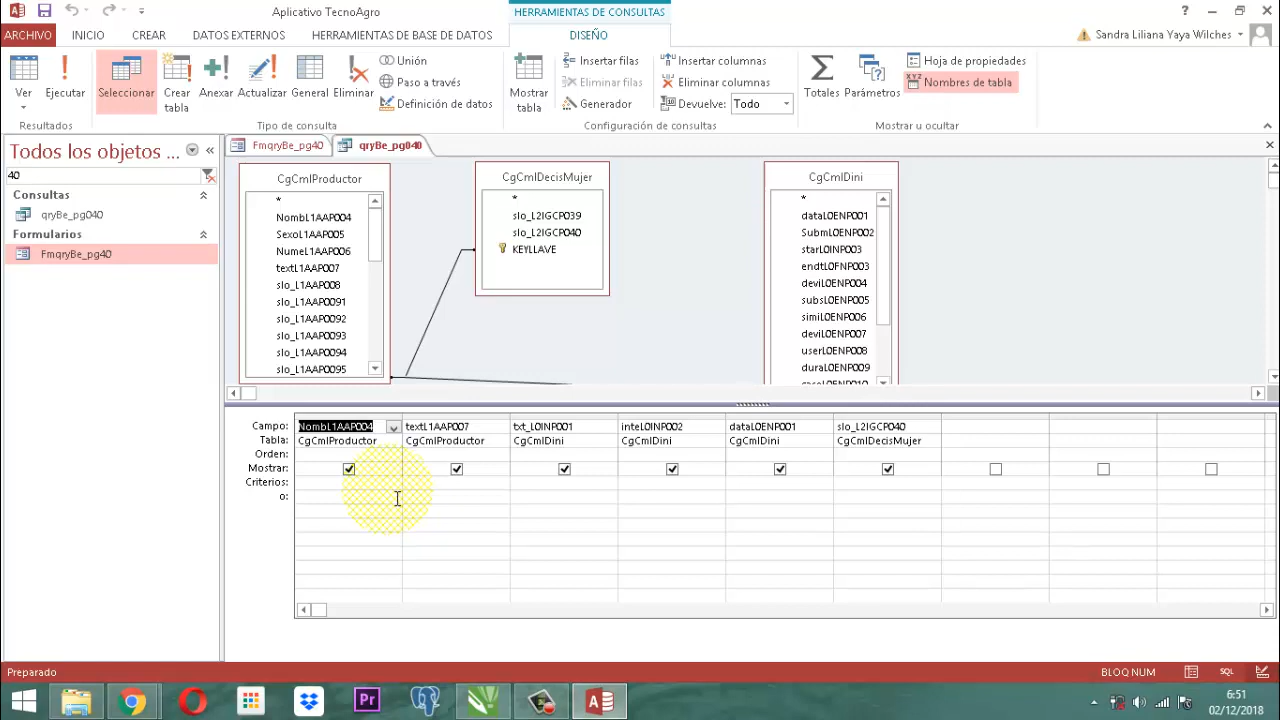 Aplicativo TecnoAgro
HERRAMIENTAS DE CONSULTAS
?
ARCHIVO INICIO CREAR DATOS EXTERNOS HERRAMIENTAS DE BASE DE DATOS DISEÑO
Sandra Liliana Yaya Wilches
Ver
Ejecutar
Resultados
Seleccionar
Crear tabla
Anexar
Actualizar
General
Eliminar
Unión
Paso a través
Definición de datos
Tipo de consulta
Mostrar tabla
Insertar filas
Eliminar filas
Generador
Insertar columnas
Eliminar columnas
Devuelve: Todo
Configuración de consultas
Totales
Parámetros
Hoja de propiedades
Nombres de tabla
Mostrar u ocultar
Todos los objetos ...
40
Consultas
qryBe_pg040
Formularios
FmqryBe_pg40
FmqryBe_pg40
qryBe_pg040
CgCmlProductor
*
NombL1AAP004
SexoL1AAP005
NumeL1AAP006
textL1AAP007
slo_L1AAP008
slo_L1AAP0091
slo_L1AAP0092
slo_L1AAP0093
slo_L1AAP0094
slo_L1AAP0095
CgCmlDecisMujer
*
slo_L2IGCP039
slo_L2IGCP040
KEYLLAVE
CgCmlDini
*
dataL0ENP001
SubmL0ENP002
starL0INP003
endtL0FNP003
deviL0ENP004
subsL0ENP005
simiL0ENP006
deviL0ENP007
userL0ENP008
duraL0ENP009
Campo: NombL1AAP004 textL1AAP007 txt_L0INP001 inteL0INP002 dataL0ENP001 slo_L2IGCP040
Tabla: CgCmlProductor CgCmlProductor CgCmlDini CgCmlDini CgCmlDini CgCmlDecisMujer
Orden:
Mostrar:
Criterios:
o:
Preparado
BLOQ NUM
SQL
Pr
6:51
02/12/2018